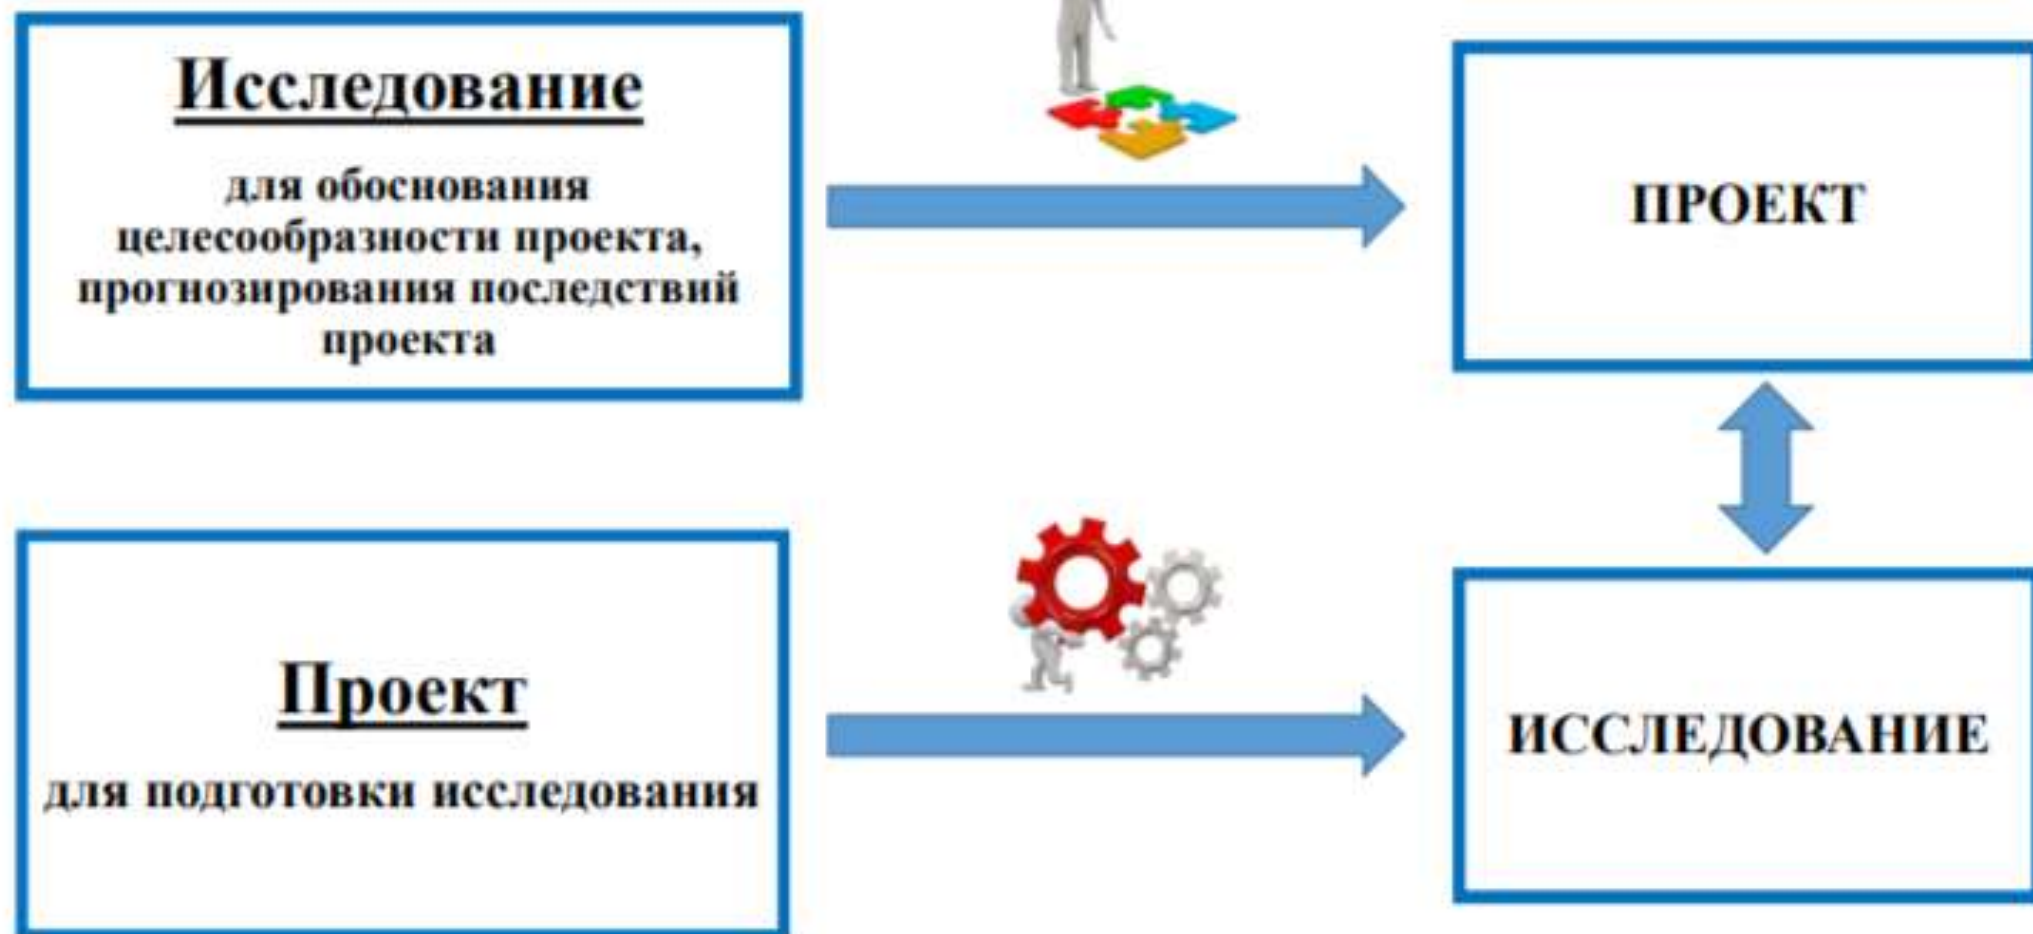 Исследование
для обоснования
целесообразности проекта,
прогнозирования последствий
проекта
ПРОЕКТ
Проект
для подготовки исследования
ИССЛЕДОВАНИЕ